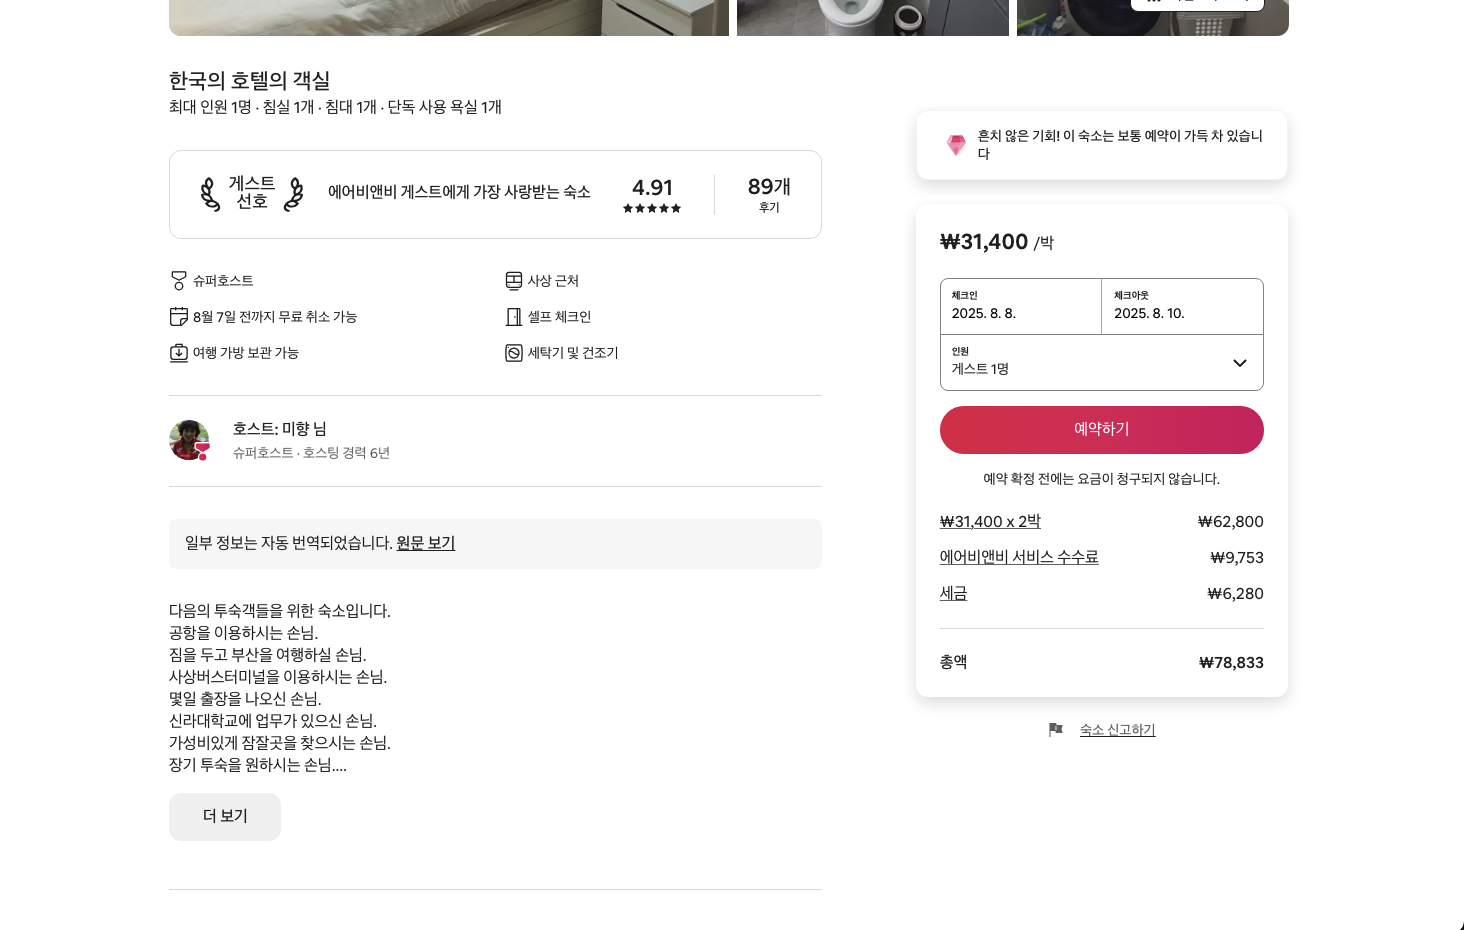 한국의 호텔의 객실
최대 인원 1명 · 침실 1개 · 침대 1개 · 단독 사용 욕실 1개
게스트
선호
에어비앤비 게스트에게 가장 사랑받는 숙소
4.91
89개
후기
슈퍼호스트
사상 근처
8월 7일 전까지 무료 취소 가능
셀프 체크인
여행 가방 보관 가능
세탁기 및 건조기
호스트: 미향 님
슈퍼호스트 · 호스팅 경력 6년
일부 정보는 자동 번역되었습니다. 원문 보기
다음의 투숙객들을 위한 숙소입니다.
공항을 이용하시는 손님.
짐을 두고 부산을 여행하실 손님.
사상버스터미널을 이용하시는 손님.
몇일 출장을 나오신 손님.
신라대학교에 업무가 있으신 손님.
가성비있게 잠잘곳을 찾으시는 손님.
장기 투숙을 원하시는 손님....
더 보기
흔치 않은 기회! 이 숙소는 보통 예약이 가득 차 있습니
다
₩31,400 /박
체크인
2025. 8. 8.
체크아웃
2025. 8. 10.
인원
게스트 1명
예약하기
예약 확정 전에는 요금이 청구되지 않습니다.
₩31,400 x 2박 ₩62,800
에어비앤비 서비스 수수료 ₩9,753
세금 ₩6,280
총액 ₩78,833
숙소 신고하기